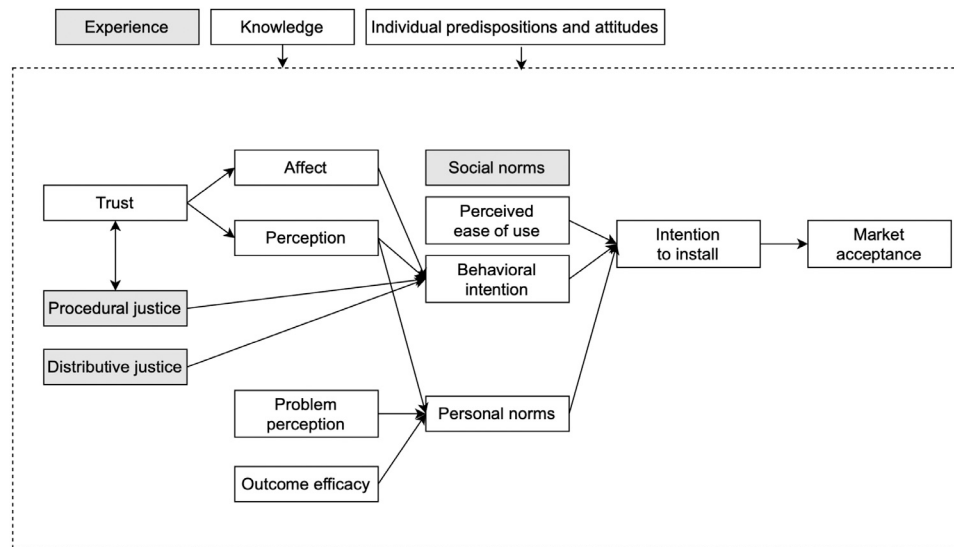 Experience
Knowledge
Individual predispositions and attitudes
Affect
Social norms
Trust
Perceived
ease of use
Perception
Intention
to install
Market
acceptance
Behavioral
intention
Procedural justice
Distributive justice
Problem
perception
Personal norms
Outcome efficacy